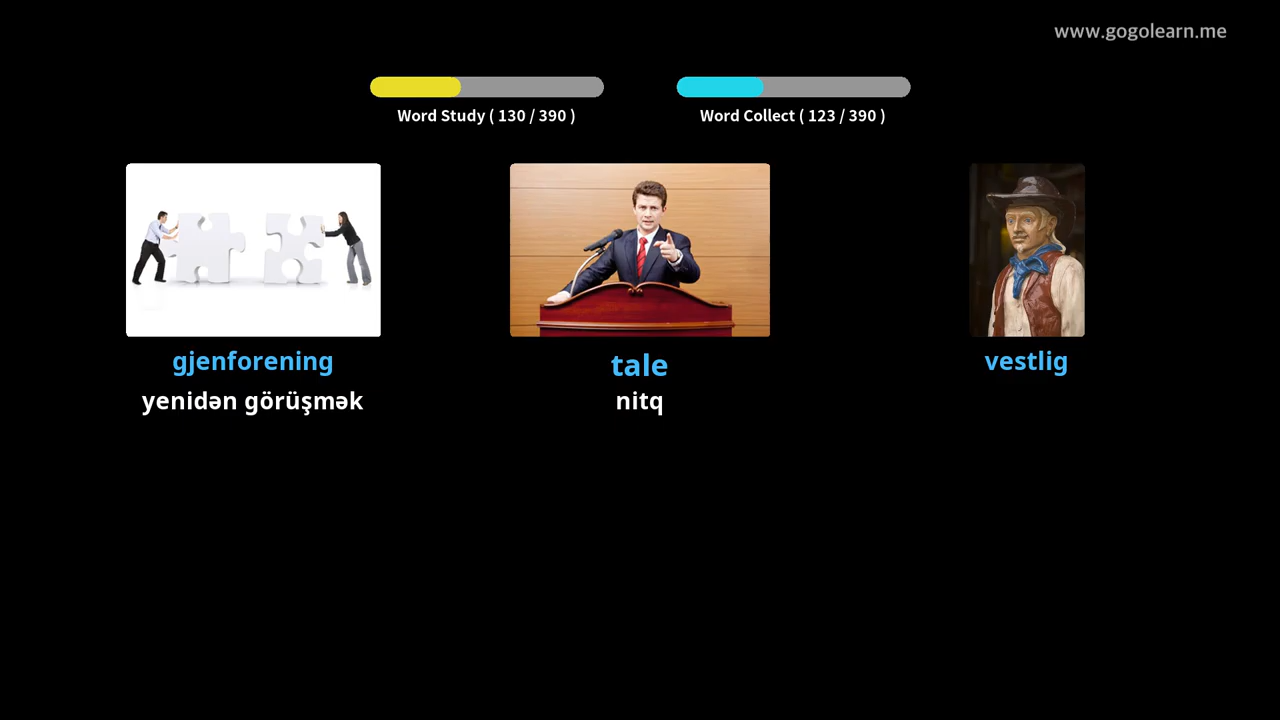 www.gogolearn.me
Word Study ( 130 / 390 )
Word Collect ( 123 / 390 )
gjenforening
tale
vestlig
yenidən görüşmək
nitq